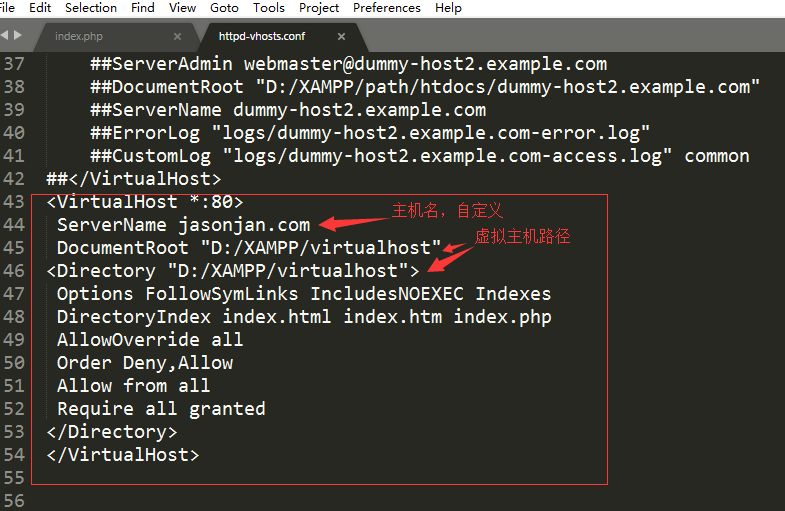 File Edit Selection Find View Goto Tools Project Preferences Help
index.php × httpd-vhosts.conf ×
37 ##ServerAdmin webmaster@dummy-host2.example.com
38 ##DocumentRoot "D:/XAMPP/path/htdocs/dummy-host2.example.com"
39 ##ServerName dummy-host2.example.com
40 ##ErrorLog "logs/dummy-host2.example.com-error.log"
41 ##CustomLog "logs/dummy-host2.example.com-access.log" common
42 ##</VirtualHost>
43 <VirtualHost *:80>
44 ServerName jasonjan.com 主机名，自定义
45 DocumentRoot "D:/XAMPP/virtualhost" 虚拟主机路径
46 <Directory "D:/XAMPP/virtualhost">
47 Options FollowSymLinks IncludesNOEXEC Indexes
48 DirectoryIndex index.html index.htm index.php
49 AllowOverride all
50 Order Deny,Allow
51 Allow from all
52 Require all granted
53 </Directory>
54 </VirtualHost>
55
56